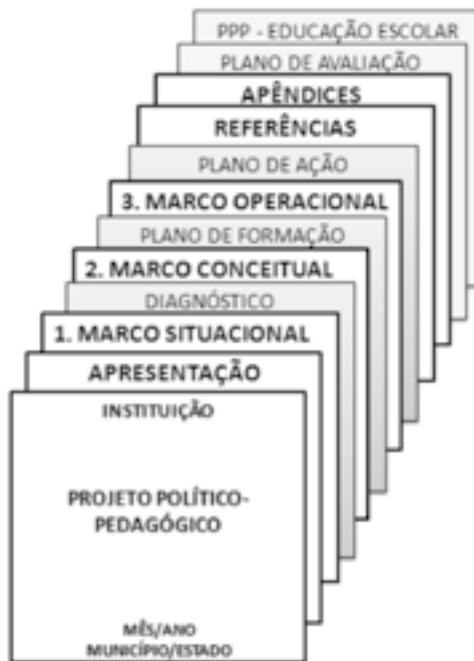 PPP - EDUCAÇÃO ESCOLAR
PLANO DE AVALIAÇÃO
APÊNDICES
REFERÊNCIAS
PLANO DE AÇÃO
3. MARCO OPERACIONAL
PLANO DE FORMAÇÃO
2. MARCO CONCEITUAL
DIAGNÓSTICO
1. MARCO SITUACIONAL
APRESENTAÇÃO
INSTITUIÇÃO
PROJETO POLÍTICO-
PEDAGÓGICO
MÊS/ANO
MUNICÍPIO/ESTADO